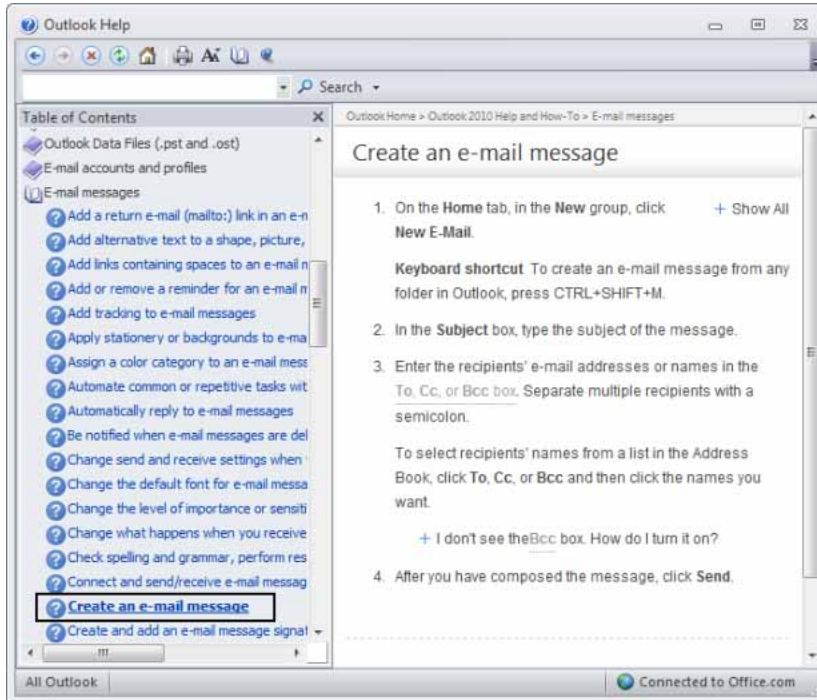 Outlook Help
Search
Table of Contents
Outlook Data Files (.pst and .ost)
E-mail accounts and profiles
E-mail messages
Add a return e-mail (mailto:) link in an e-n
Add alternative text to a shape, picture,
Add links containing spaces to an e-mail n
Add or remove a reminder for an e-mail m
Add tracking to e-mail messages
Apply stationery or backgrounds to e-ma
Assign a color category to an e-mail mess
Automate common or repetitive tasks wit
Automatically reply to e-mail messages
Be notified when e-mail messages are del
Change send and receive settings when
Change the default font for e-mail messa
Change the level of importance or sensiti
Change what happens when you receive
Check spelling and grammar, perform res
Connect and send/receive e-mail messag
Create an e-mail message
Create and add an e-mail message signat
Outlook Home > Outlook 2010 Help and How-To > E-mail messages
Create an e-mail message
+ Show All
1. On the Home tab, in the New group, click
New E-Mail.
Keyboard shortcut To create an e-mail message from any
folder in Outlook, press CTRL+SHIFT+M.
2. In the Subject box, type the subject of the message.
3. Enter the recipients' e-mail addresses or names in the
To, Cc, or Bcc box. Separate multiple recipients with a
semicolon.
To select recipients' names from a list in the Address
Book, click To, Cc, or Bcc and then click the names you
want.
+ I don't see the Bcc box. How do I turn it on?
4. After you have composed the message, click Send.
All Outlook
Connected to Office.com